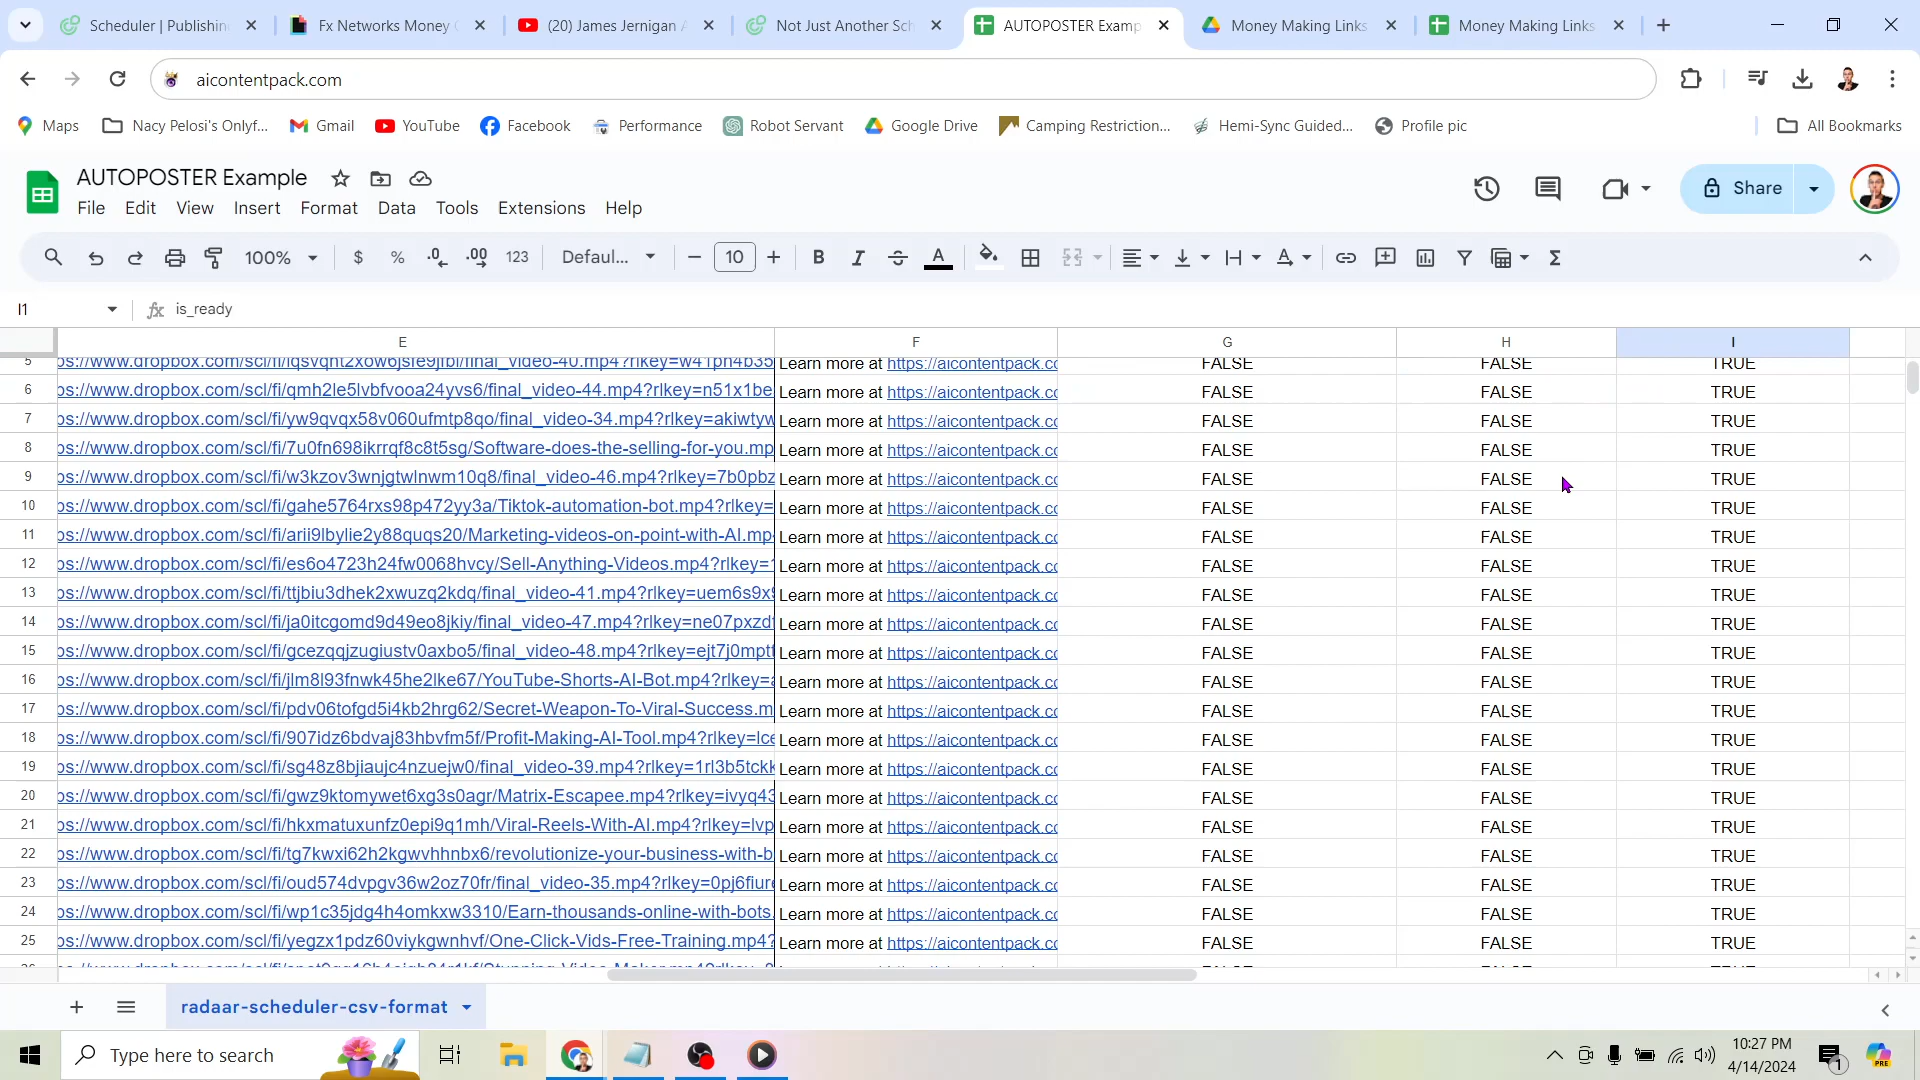 Scheduler | Publishin
Fx Networks Money
(20) James Jernigan A
Not Just Another Sch
AUTOPOSTER Examp
Money Making Links
Money Making Links
aicontentpack.com
Maps
Nacy Pelosi's Onlyf...
Gmail
YouTube
Facebook
Performance
Robot Servant
Google Drive
Camping Restriction...
Hemi-Sync Guided...
Profile pic
All Bookmarks
AUTOPOSTER Example
File Edit View Insert Format Data Tools Extensions Help
Share
100% $ % .0 .00 123 Defaul... 10 B I A
I1 fx is_ready
E F G H I
5 Learn more at https://aicontentpack.co FALSE FALSE TRUE
6 ps://www.dropbox.com/scl/fi/qmh2le5lvbfvooa24yvs6/final_video-44.mp4?rlkey=n51x1be Learn more at https://aicontentpack.co FALSE FALSE TRUE
7 ps://www.dropbox.com/scl/fi/yw9qvqx58v060ufmtp8qo/final_video-34.mp4?rlkey=akiwtyw Learn more at https://aicontentpack.co FALSE FALSE TRUE
8 ps://www.dropbox.com/scl/fi/7u0fn698ikrrqf8c8t5sg/Software-does-the-selling-for-you.mp Learn more at https://aicontentpack.co FALSE FALSE TRUE
9 ps://www.dropbox.com/scl/fi/w3kzov3wnjgtwlnwm10q8/final_video-46.mp4?rlkey=7b0pbz Learn more at https://aicontentpack.co FALSE FALSE TRUE
10 ps://www.dropbox.com/scl/fi/gahe5764rxs98p472yy3a/Tiktok-automation-bot.mp4?rlkey= Learn more at https://aicontentpack.co FALSE FALSE TRUE
11 ps://www.dropbox.com/scl/fi/arii9lbylie2y88quqs20/Marketing-videos-on-point-with-AI.mp Learn more at https://aicontentpack.co FALSE FALSE TRUE
12 ps://www.dropbox.com/scl/fi/es6o4723h24fw0068hvcy/Sell-Anything-Videos.mp4?rlkey= Learn more at https://aicontentpack.co FALSE FALSE TRUE
13 ps://www.dropbox.com/scl/fi/ttjbiu3dhek2xwuzq2kdq/final_video-41.mp4?rlkey=uem6s9x Learn more at https://aicontentpack.co FALSE FALSE TRUE
14 ps://www.dropbox.com/scl/fi/ja0itcgomd9d49eo8jkiy/final_video-47.mp4?rlkey=ne07pxzd Learn more at https://aicontentpack.co FALSE FALSE TRUE
15 ps://www.dropbox.com/scl/fi/gcezqqjzugiustv0axbo5/final_video-48.mp4?rlkey=ejt7j0mptt Learn more at https://aicontentpack.co FALSE FALSE TRUE
16 ps://www.dropbox.com/scl/fi/jlm8l93fnwk45he2lke67/YouTube-Shorts-AI-Bot.mp4?rlkey= Learn more at https://aicontentpack.co FALSE FALSE TRUE
17 ps://www.dropbox.com/scl/fi/pdv06tofgd5i4kb2hrg62/Secret-Weapon-To-Viral-Success.m Learn more at https://aicontentpack.co FALSE FALSE TRUE
18 ps://www.dropbox.com/scl/fi/907idz6bdvaj83hbvfm5f/Profit-Making-AI-Tool.mp4?rlkey=lce Learn more at https://aicontentpack.co FALSE FALSE TRUE
19 ps://www.dropbox.com/scl/fi/sg48z8bjiaujc4nzuejw0/final_video-39.mp4?rlkey=1rl3b5tckk Learn more at https://aicontentpack.co FALSE FALSE TRUE
20 ps://www.dropbox.com/scl/fi/gwz9ktomywet6xg3s0agr/Matrix-Escapee.mp4?rlkey=ivyq43 Learn more at https://aicontentpack.co FALSE FALSE TRUE
21 ps://www.dropbox.com/scl/fi/hkxmatuxunfz0epi9q1mh/Viral-Reels-With-AI.mp4?rlkey=lvp Learn more at https://aicontentpack.co FALSE FALSE TRUE
22 ps://www.dropbox.com/scl/fi/tg7kwxi62h2kgwvhhnbx6/revolutionize-your-business-with-b Learn more at https://aicontentpack.co FALSE FALSE TRUE
23 ps://www.dropbox.com/scl/fi/oud574dvpgv36w2oz70fr/final_video-35.mp4?rlkey=0pj6fiure Learn more at https://aicontentpack.co FALSE FALSE TRUE
24 ps://www.dropbox.com/scl/fi/wp1c35jdg4h4omkxw3310/Earn-thousands-online-with-bots. Learn more at https://aicontentpack.co FALSE FALSE TRUE
25 ps://www.dropbox.com/scl/fi/yegzx1pdz60viykgwnhvf/One-Click-Vids-Free-Training.mp4? Learn more at https://aicontentpack.co FALSE FALSE TRUE
radaar-scheduler-csv-format
Type here to search
10:27 PM
4/14/2024
1
PRE